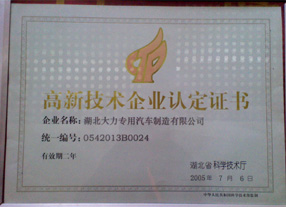 高新技术企业认定证书
企业名称：湖北大力专用汽车制造有限公司
统一编号：0542013B0024
有效期二年
湖北省科学技术厅
2005年 7 月 6 日